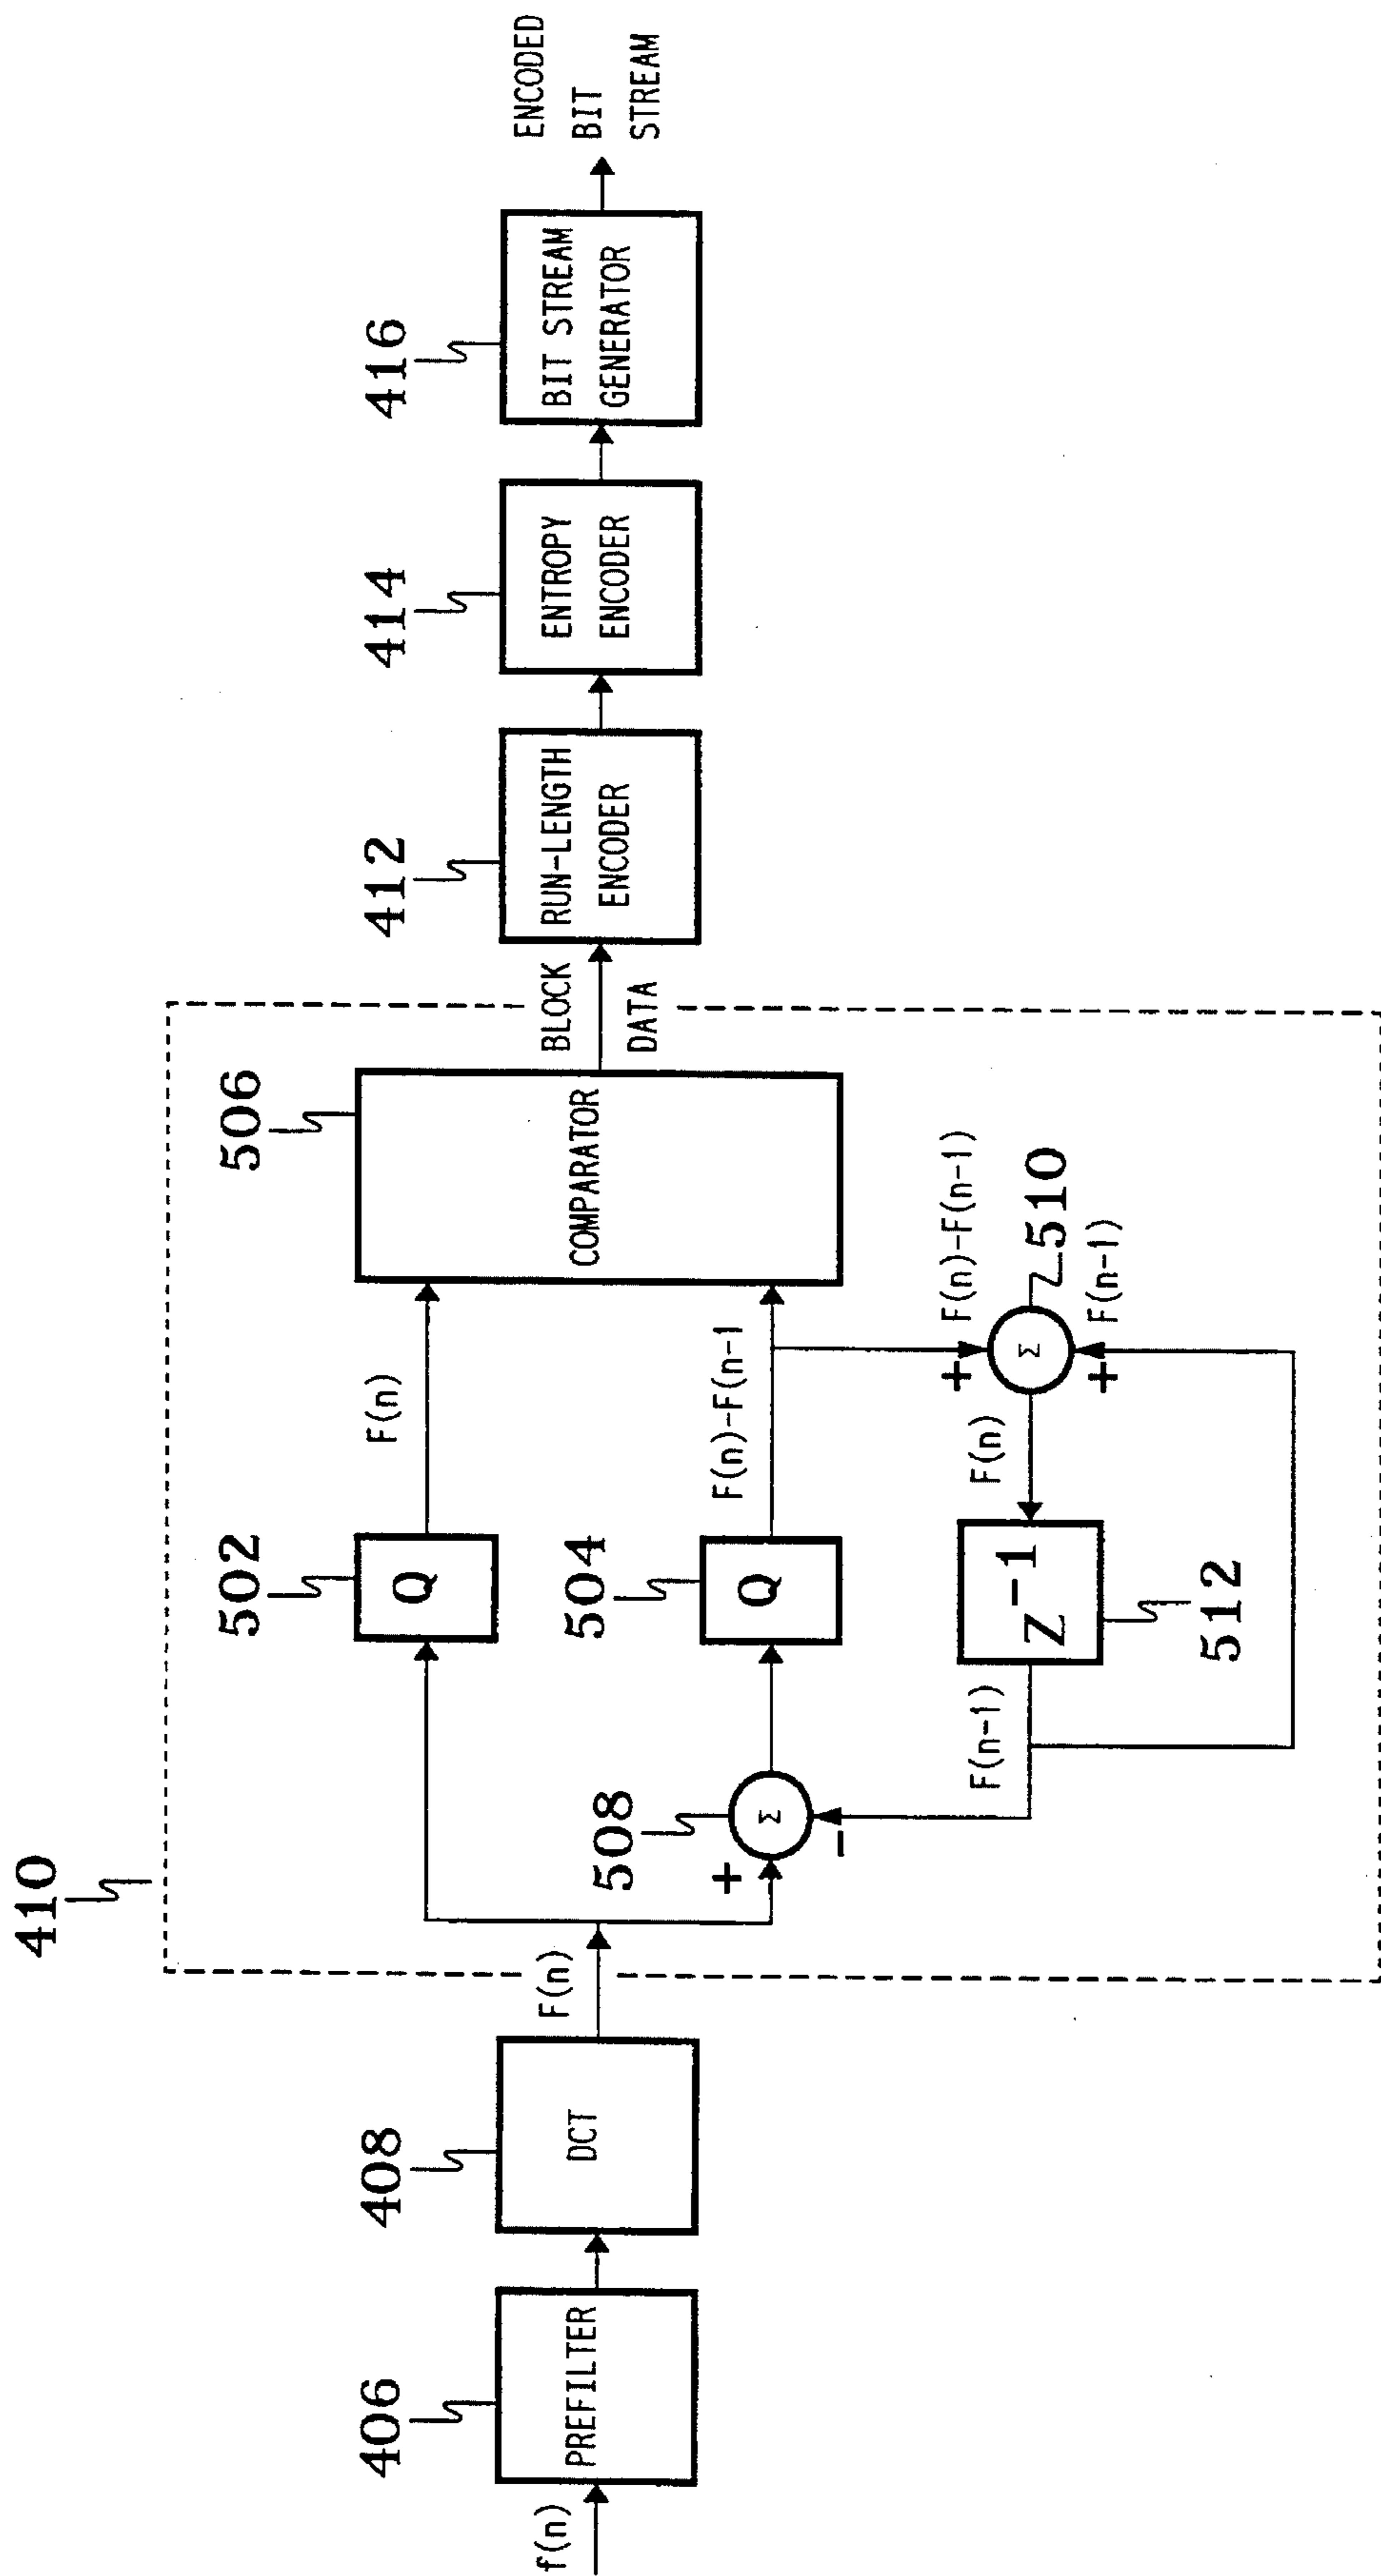 410
f(n)
406
PREFILTER
408
DCT
F(n)
502
Q
F(n)
508
Σ
+
-
504
Q
F(n)-F(n-1
F(n-1)
Z-1
512
F(n)
Σ
+
+
F(n)-F(n-1)
510
F(n-1)
506
COMPARATOR
BLOCK
DATA
412
RUN-LENGTH
ENCODER
414
ENTROPY
ENCODER
416
BIT STREAM
GENERATOR
ENCODED
BIT
STREAM